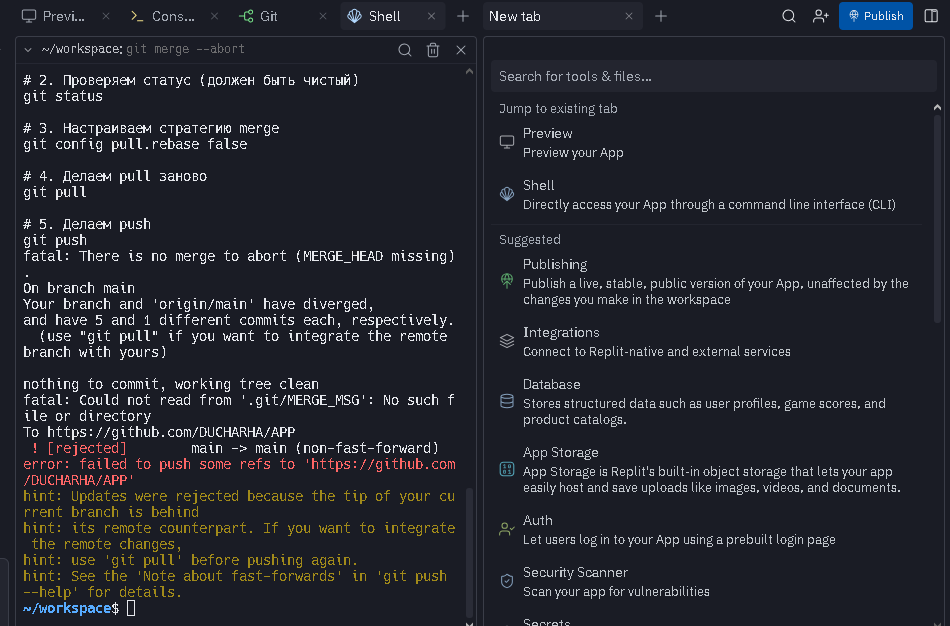 Previ...
Cons...
Git
Shell
New tab
Publish
~/workspace: git merge --abort
# 2. Проверяем статус (должен быть чистый)
git status
# 3. Настраиваем стратегию merge
git config pull.rebase false
# 4. Делаем pull заново
git pull
# 5. Делаем push
git push
fatal: There is no merge to abort (MERGE_HEAD missing)
.
On branch main
Your branch and 'origin/main' have diverged,
and have 5 and 1 different commits each, respectively.
(use "git pull" if you want to integrate the remote
branch with yours)
nothing to commit, working tree clean
fatal: Could not read from '.git/MERGE_MSG': No such f
ile or directory
To https://github.com/DUCHARHA/APP
! [rejected]        main -> main (non-fast-forward)
error: failed to push some refs to 'https://github.com
/DUCHARHA/APP'
hint: Updates were rejected because the tip of your cu
rrent branch is behind
hint: its remote counterpart. If you want to integrate
the remote changes,
hint: use 'git pull' before pushing again.
hint: See the 'Note about fast-forwards' in 'git push
--help' for details.
~/workspace$
Search for tools & files...
Jump to existing tab
Preview
Preview your App
Shell
Directly access your App through a command line interface (CLI)
Suggested
Publishing
Publish a live, stable, public version of your App, unaffected by the
changes you make in the workspace
Integrations
Connect to Replit-native and external services
Database
Stores structured data such as user profiles, game scores, and
product catalogs.
App Storage
App Storage is Replit's built-in object storage that lets your app
easily host and save uploads like images, videos, and documents.
Auth
Let users log in to your App using a prebuilt login page
Security Scanner
Scan your app for vulnerabilities
Secrets